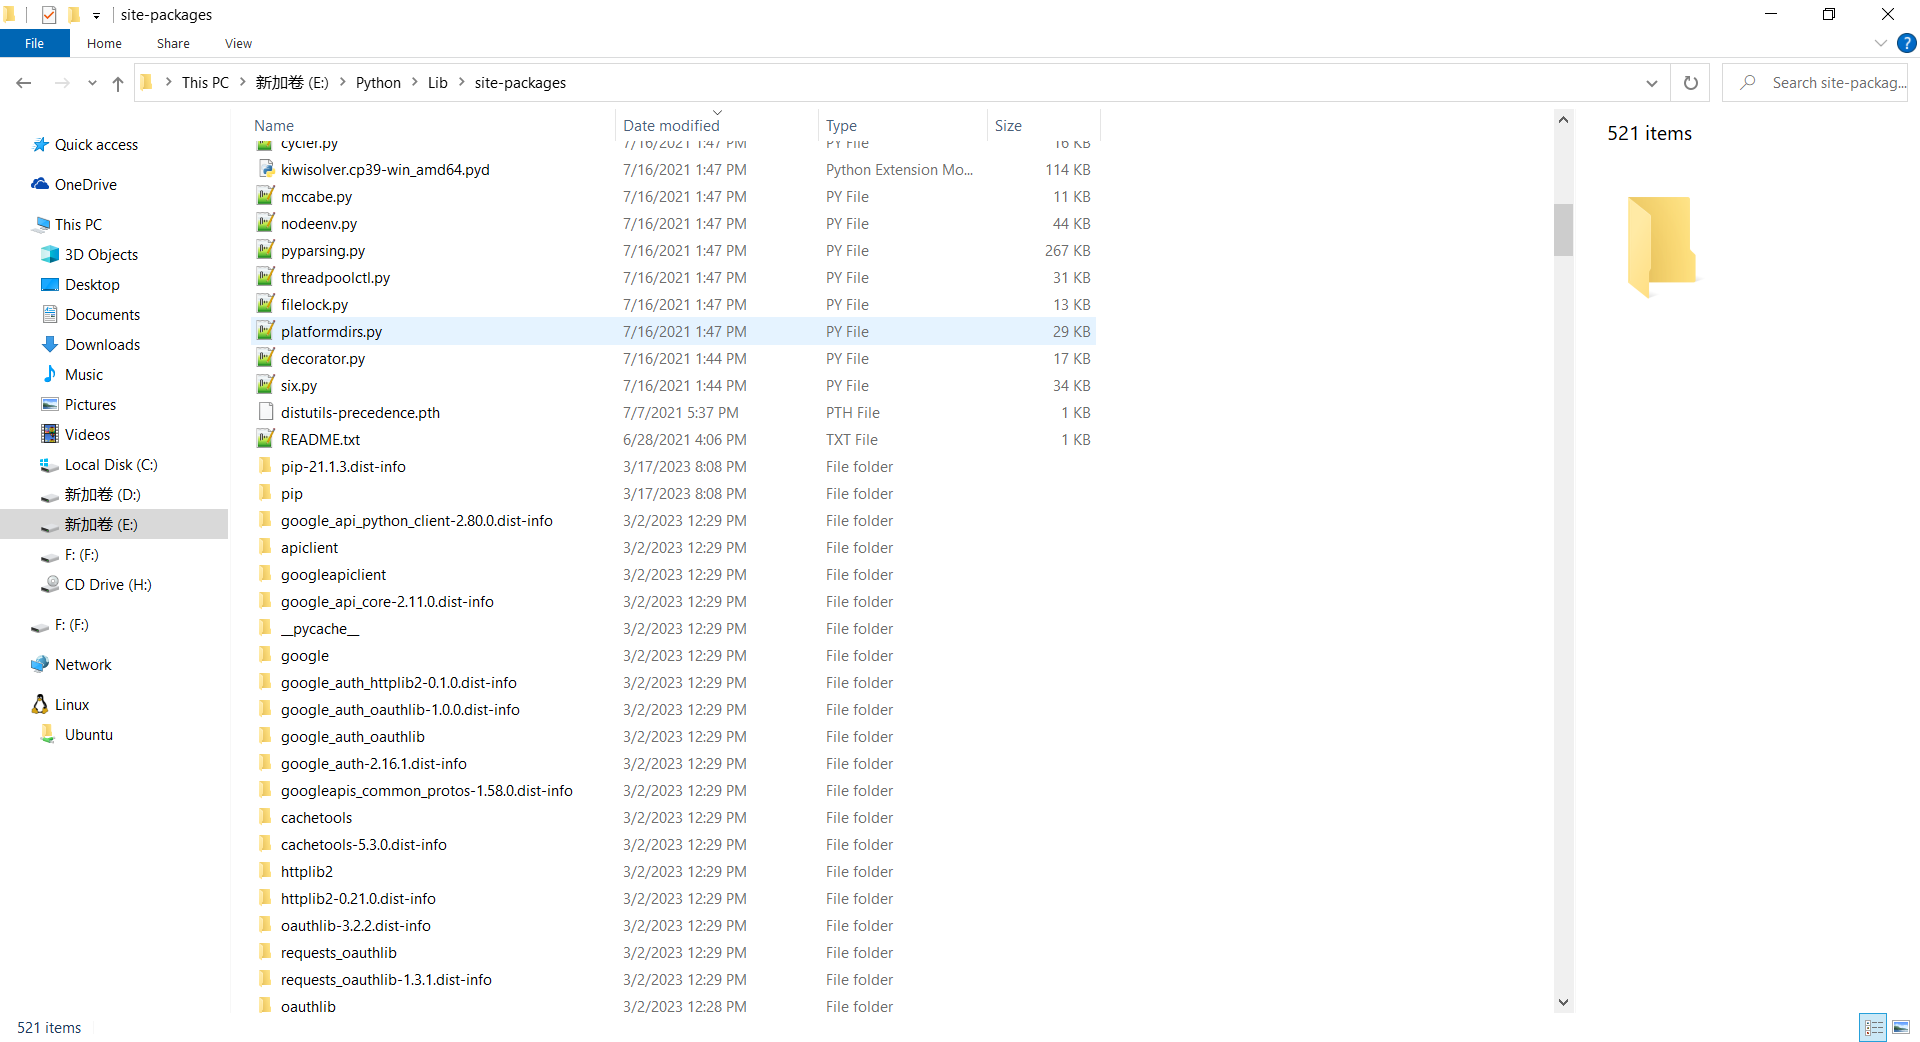 site-packages
File Home Share View
This PC 新加卷 (E:) Python Lib site-packages Search site-packag...
Name Date modified Type Size
cycler.py 7/16/2021 1:47 PM PY File 16 KB
kiwisolver.cp39-win_amd64.pyd 7/16/2021 1:47 PM Python Extension Mo... 114 KB
mccabe.py 7/16/2021 1:47 PM PY File 11 KB
nodeenv.py 7/16/2021 1:47 PM PY File 44 KB
pyparsing.py 7/16/2021 1:47 PM PY File 267 KB
threadpoolctl.py 7/16/2021 1:47 PM PY File 31 KB
filelock.py 7/16/2021 1:47 PM PY File 13 KB
platformdirs.py 7/16/2021 1:47 PM PY File 29 KB
decorator.py 7/16/2021 1:44 PM PY File 17 KB
six.py 7/16/2021 1:44 PM PY File 34 KB
distutils-precedence.pth 7/7/2021 5:37 PM PTH File 1 KB
README.txt 6/28/2021 4:06 PM TXT File 1 KB
pip-21.1.3.dist-info 3/17/2023 8:08 PM File folder
pip 3/17/2023 8:08 PM File folder
google_api_python_client-2.80.0.dist-info 3/2/2023 12:29 PM File folder
apiclient 3/2/2023 12:29 PM File folder
googleapiclient 3/2/2023 12:29 PM File folder
google_api_core-2.11.0.dist-info 3/2/2023 12:29 PM File folder
__pycache__ 3/2/2023 12:29 PM File folder
google 3/2/2023 12:29 PM File folder
google_auth_httplib2-0.1.0.dist-info 3/2/2023 12:29 PM File folder
google_auth_oauthlib-1.0.0.dist-info 3/2/2023 12:29 PM File folder
google_auth_oauthlib 3/2/2023 12:29 PM File folder
google_auth-2.16.1.dist-info 3/2/2023 12:29 PM File folder
googleapis_common_protos-1.58.0.dist-info 3/2/2023 12:29 PM File folder
cachetools 3/2/2023 12:29 PM File folder
cachetools-5.3.0.dist-info 3/2/2023 12:29 PM File folder
httplib2 3/2/2023 12:29 PM File folder
httplib2-0.21.0.dist-info 3/2/2023 12:29 PM File folder
oauthlib-3.2.2.dist-info 3/2/2023 12:29 PM File folder
requests_oauthlib 3/2/2023 12:29 PM File folder
requests_oauthlib-1.3.1.dist-info 3/2/2023 12:29 PM File folder
oauthlib 3/2/2023 12:28 PM File folder
Quick access
OneDrive
This PC
3D Objects
Desktop
Documents
Downloads
Music
Pictures
Videos
Local Disk (C:)
新加卷 (D:)
新加卷 (E:)
F: (F:)
CD Drive (H:)
F: (F:)
Network
Linux
Ubuntu
521 items
521 items